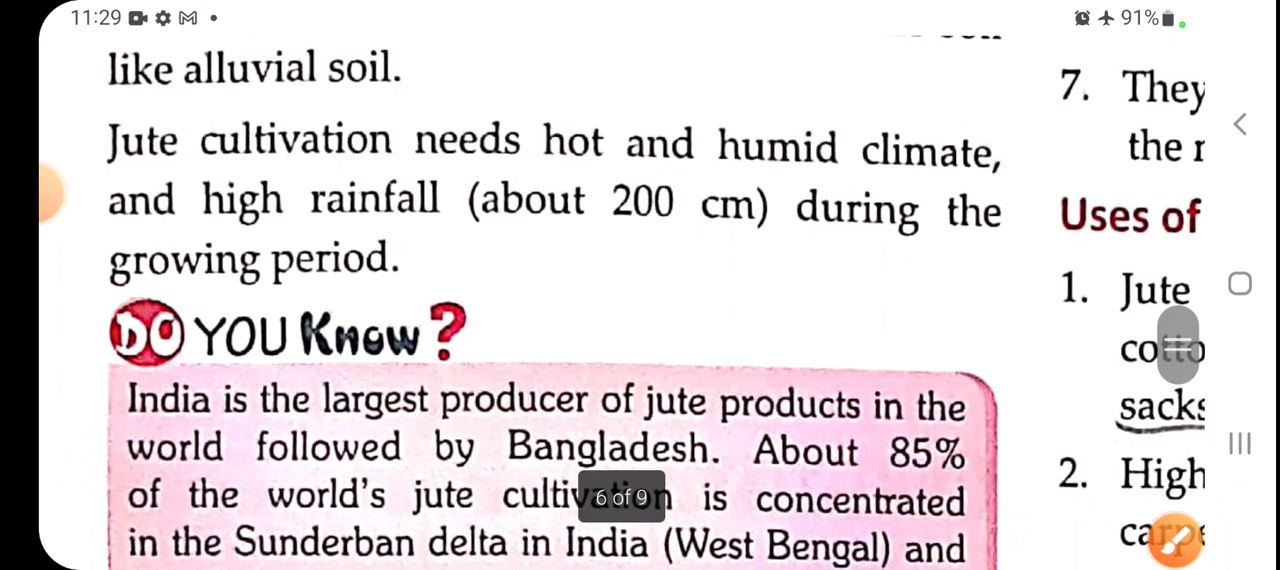 11:29
91%
like alluvial soil.
Jute cultivation needs hot and humid climate,
and high rainfall (about 200 cm) during the
growing period.
DO YOU Know?
India is the largest producer of jute products in the
world followed by Bangladesh. About 85%
of the world's jute cultivation is concentrated
in the Sunderban delta in India (West Bengal) and
6 of 9
7. They
the
Uses of
1. Jute
sacks
2. High